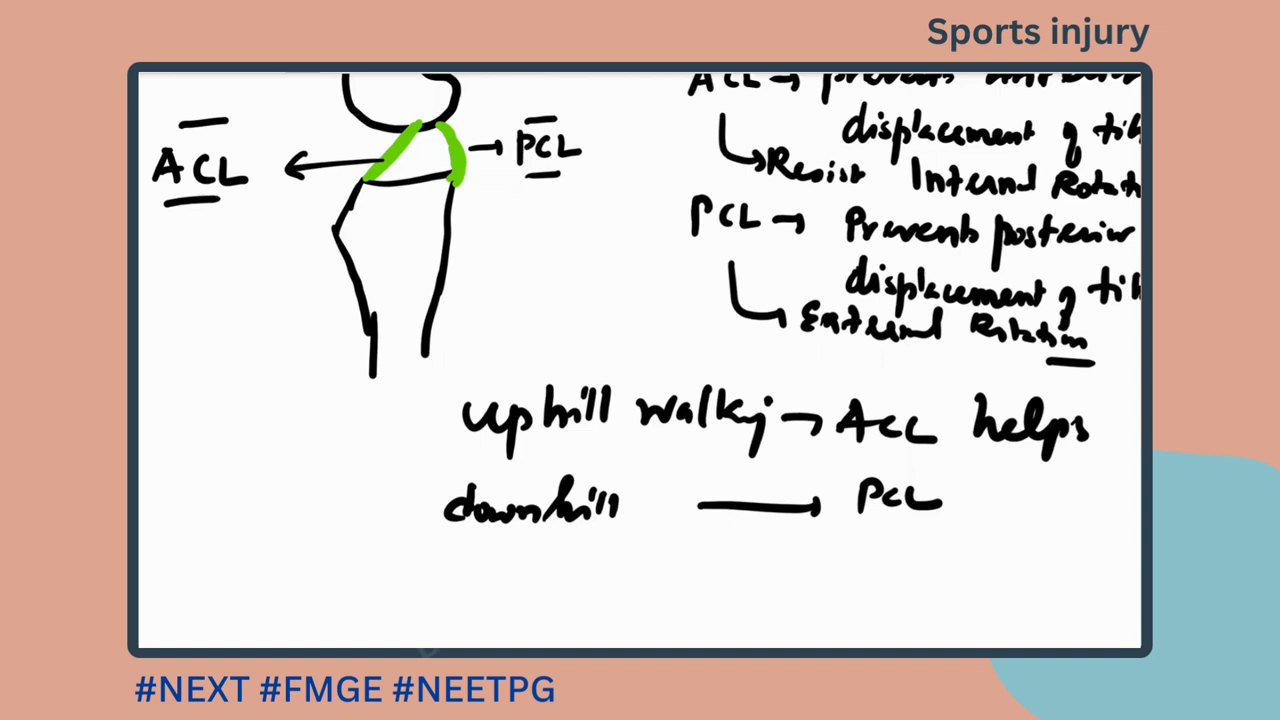 Sports injury
ACL → prevents
displacement of tib
Resist Internal Rotat
PCL → Prevents posterior
displacement of tib
External Rotation
ACL
PCL
uphill walking → ACL helps
downhill → PCL
#NEXT #FMGE #NEETPG